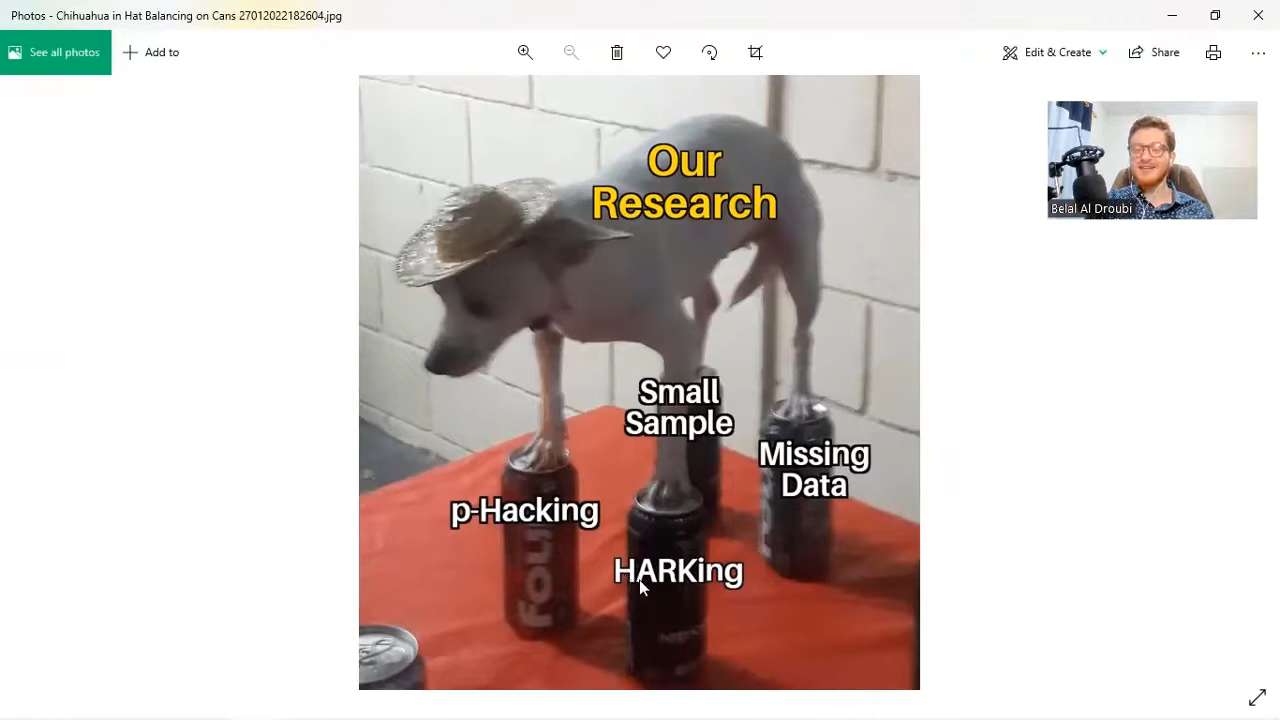 Photos - Chihuahua in Hat Balancing on Cans 27012022182604.jpg
See all photos
Add to
Edit & Create
Share
Our
Research
Belal Al Droubi
Small
Sample
Missing
Data
p-Hacking
HARKing